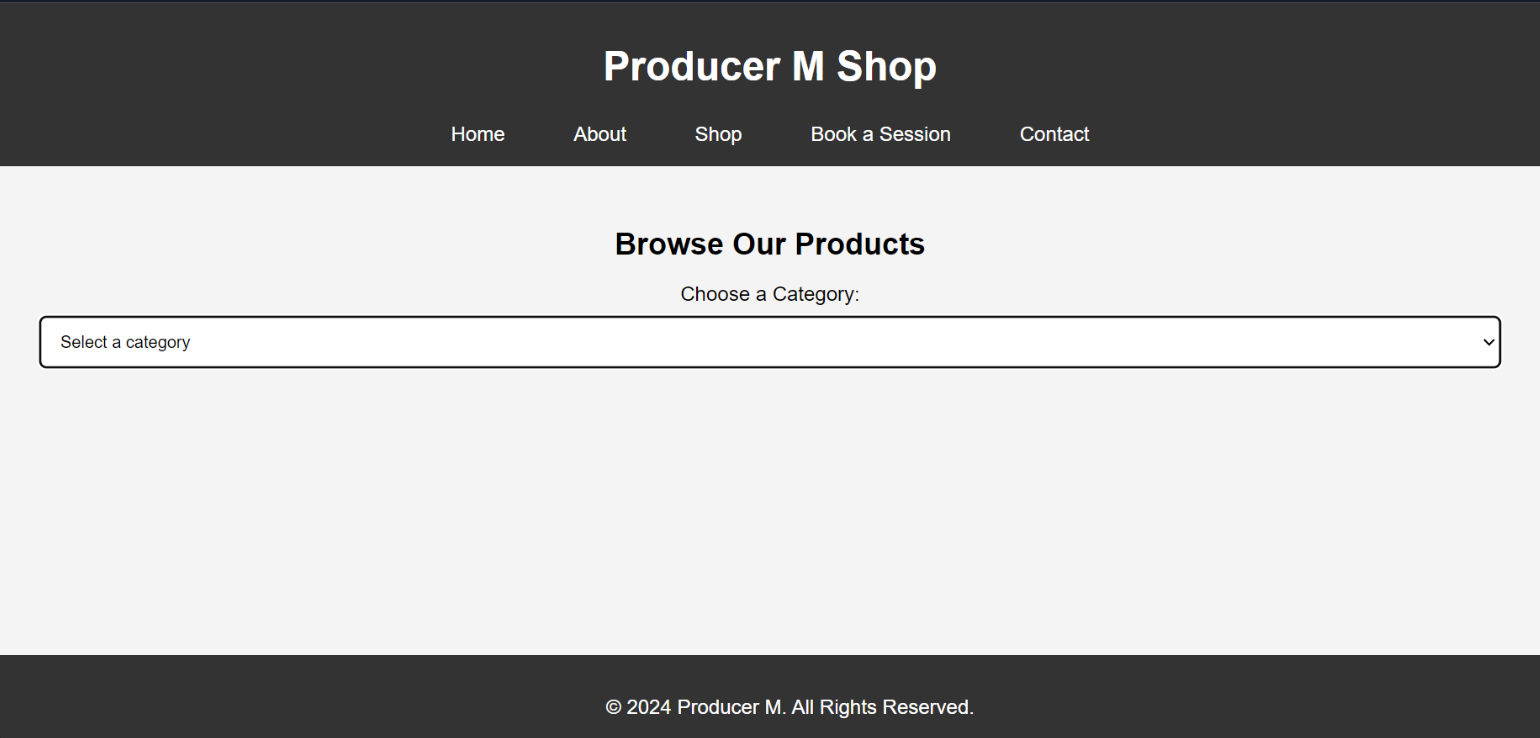 Producer M Shop
Home About Shop Book a Session Contact
Browse Our Products
Choose a Category:
Select a category
© 2024 Producer M. All Rights Reserved.